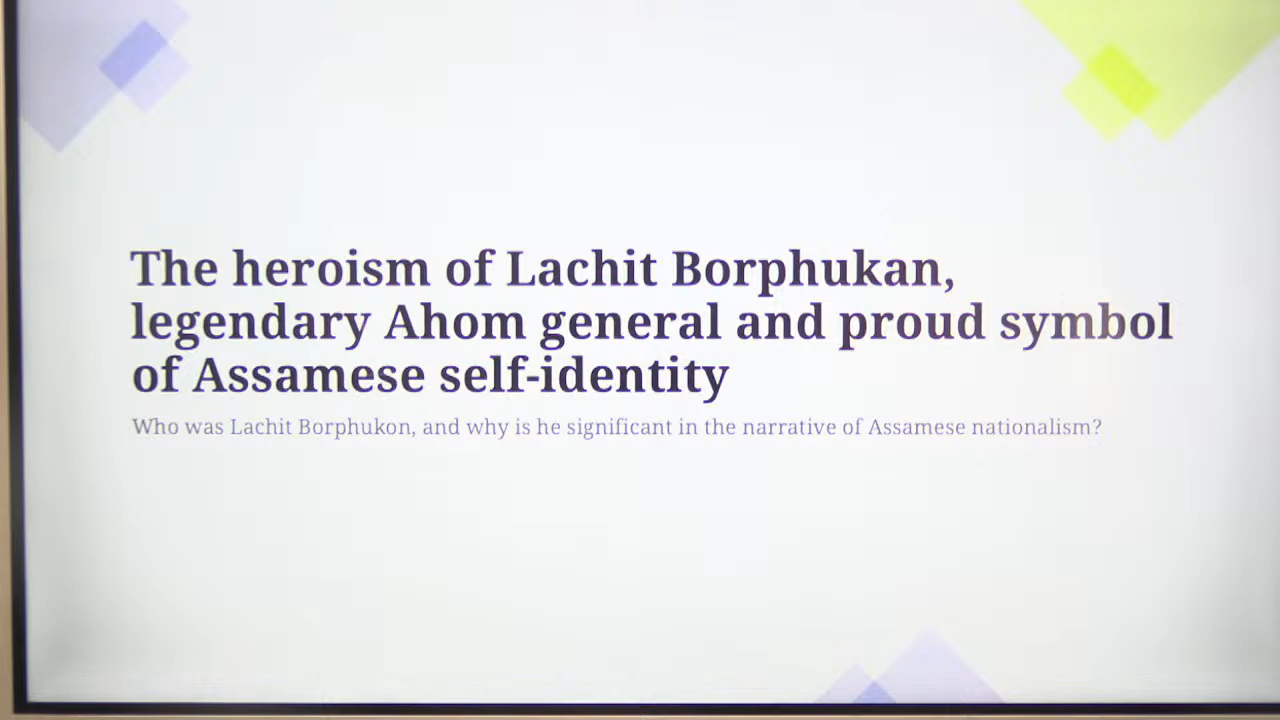 The heroism of Lachit Borphukan,
legendary Ahom general and proud symbol
of Assamese self-identity
Who was Lachit Borphukon, and why is he significant in the narrative of Assamese nationalism?